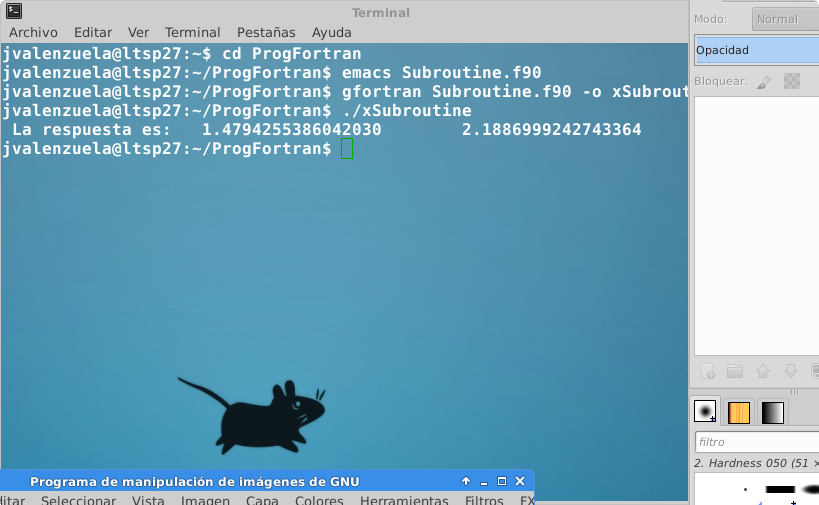 Terminal
Archivo Editar Ver Terminal Pestañas Ayuda
jvalenzuela@ltsp27:~$ cd ProgFortran
jvalenzuela@ltsp27:~/ProgFortran$ emacs Subroutine.f90
jvalenzuela@ltsp27:~/ProgFortran$ gfortran Subroutine.f90 -o xSubrout
jvalenzuela@ltsp27:~/ProgFortran$ ./xSubroutine
La respuesta es: 1.4794255386042030 2.1886999242743364
jvalenzuela@ltsp27:~/ProgFortran$
Modo: Normal
Opacidad
Bloquear:
filtro
2. Hardness 050 (51 ×
Programa de manipulación de imágenes de GNU
itar Seleccionar Vista Imagen Capa Colores Herramientas Filtros FX